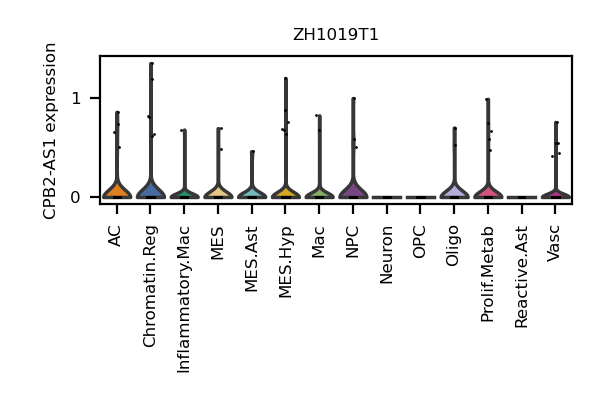 ZH1019T1
CPB2-AS1 expression
1
0
AC
Chromatin.Reg
Inflammatory.Mac
MES
MES.Ast
MES.Hyp
Mac
NPC
Neuron
OPC
Oligo
Prolif.Metab
Reactive.Ast
Vasc